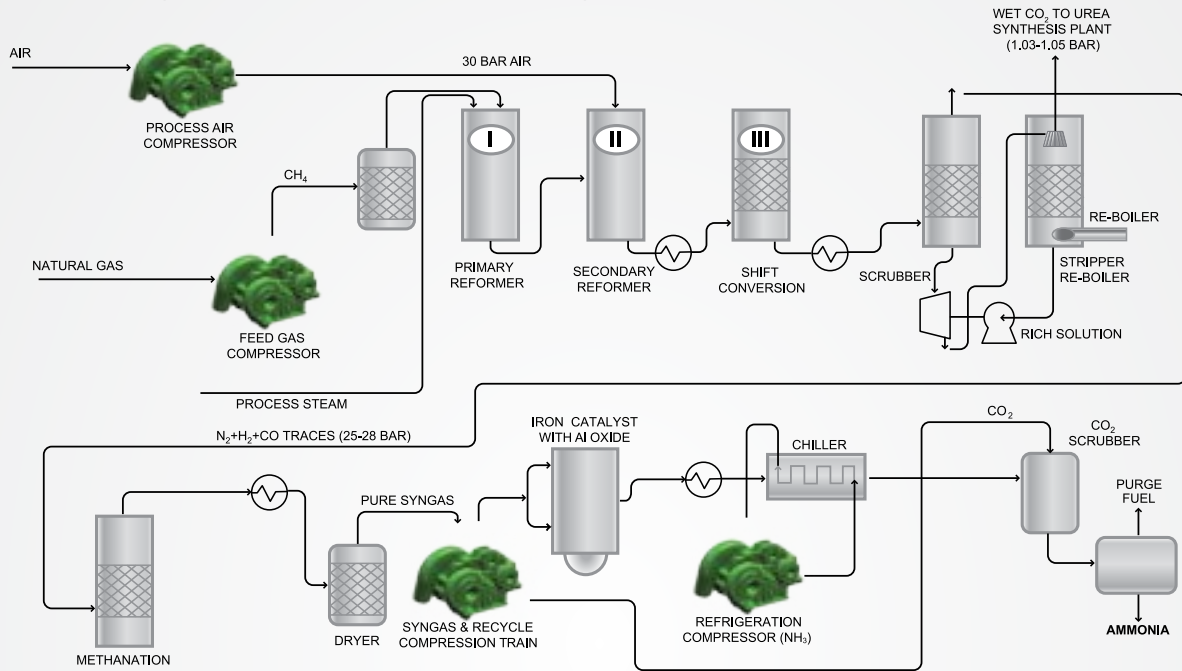 WET CO₂ TO UREA
SYNTHESIS PLANT
(1.03-1.05 BAR)
AIR
30 BAR AIR
PROCESS AIR
COMPRESSOR
I
II
III
CH₄
RE-BOILER
NATURAL GAS
PRIMARY
REFORMER
SECONDARY
REFORMER
SHIFT
CONVERSION
SCRUBBER
STRIPPER
RE-BOILER
FEED GAS
COMPRESSOR
RICH SOLUTION
PROCESS STEAM
N₂+H₂+CO TRACES (25-28 BAR)
IRON CATALYST
WITH Al OXIDE
CHILLER
CO₂
CO₂
SCRUBBER
PURE SYNGAS
PURGE
FUEL
METHANATION
DRYER
SYNGAS & RECYCLE
COMPRESSION TRAIN
REFRIGERATION
COMPRESSOR (NH₃)
AMMONIA